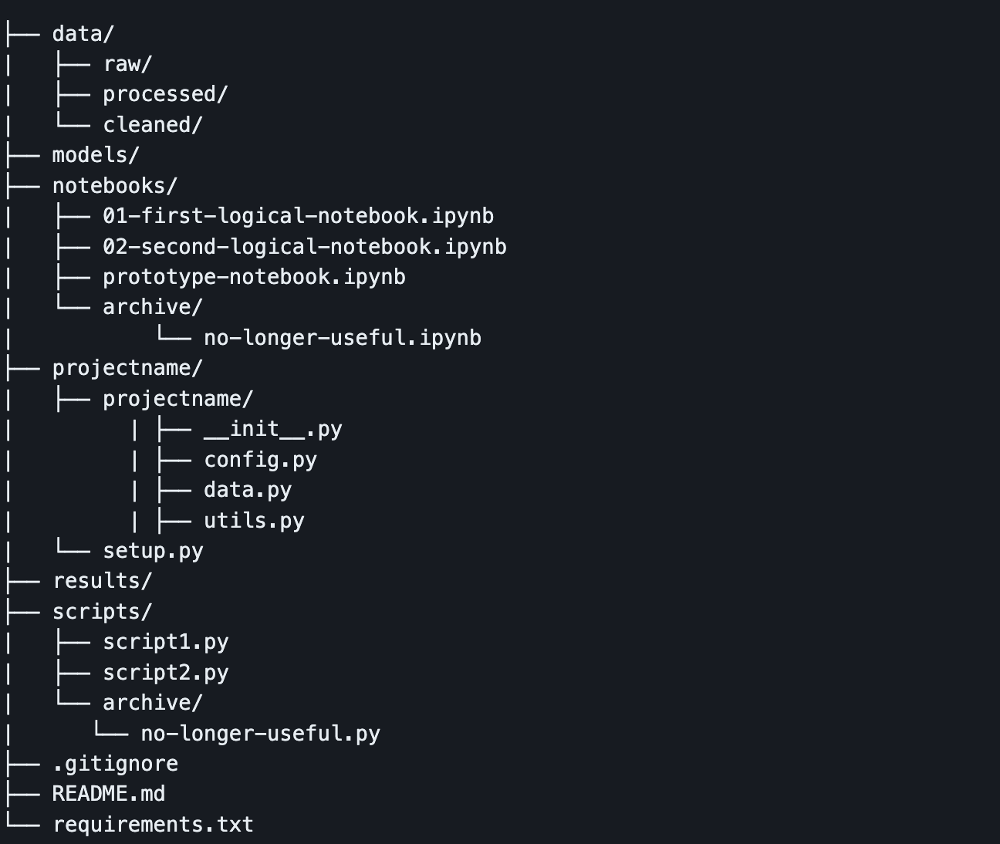 ├── data/
|   ├── raw/
|   ├── processed/
|   └── cleaned/
├── models/
├── notebooks/
|   ├── 01-first-logical-notebook.ipynb
|   ├── 02-second-logical-notebook.ipynb
|   ├── prototype-notebook.ipynb
|   └── archive/
|           └── no-longer-useful.ipynb
├── projectname/
|   ├── projectname/
|         | ├── __init__.py
|         | ├── config.py
|         | ├── data.py
|         | ├── utils.py
|   └── setup.py
├── results/
├── scripts/
|   ├── script1.py
|   ├── script2.py
|   └── archive/
|      └── no-longer-useful.py
├── .gitignore
├── README.md
└── requirements.txt